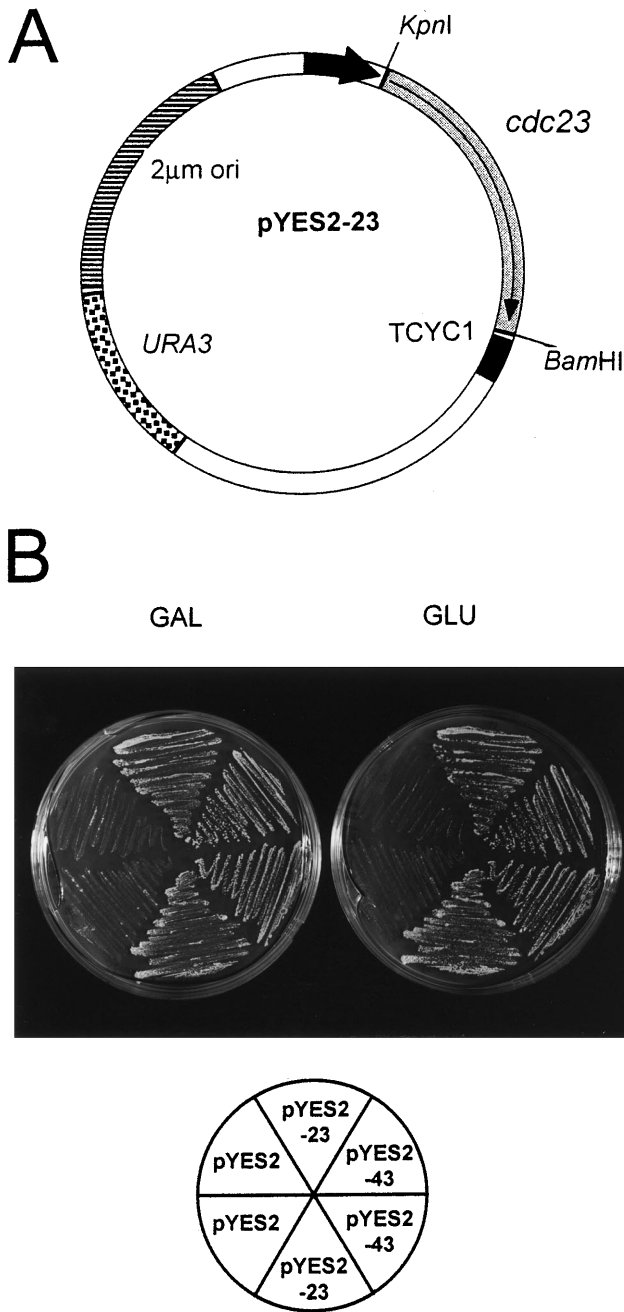 A
KpnI
cdc23
2µm ori
pYES2-23
URA3
TCYC1
BamHI
B
GAL
GLU
pYES2
-23
pYES2
pYES2
-43
pYES2
pYES2
-43
pYES2
-23